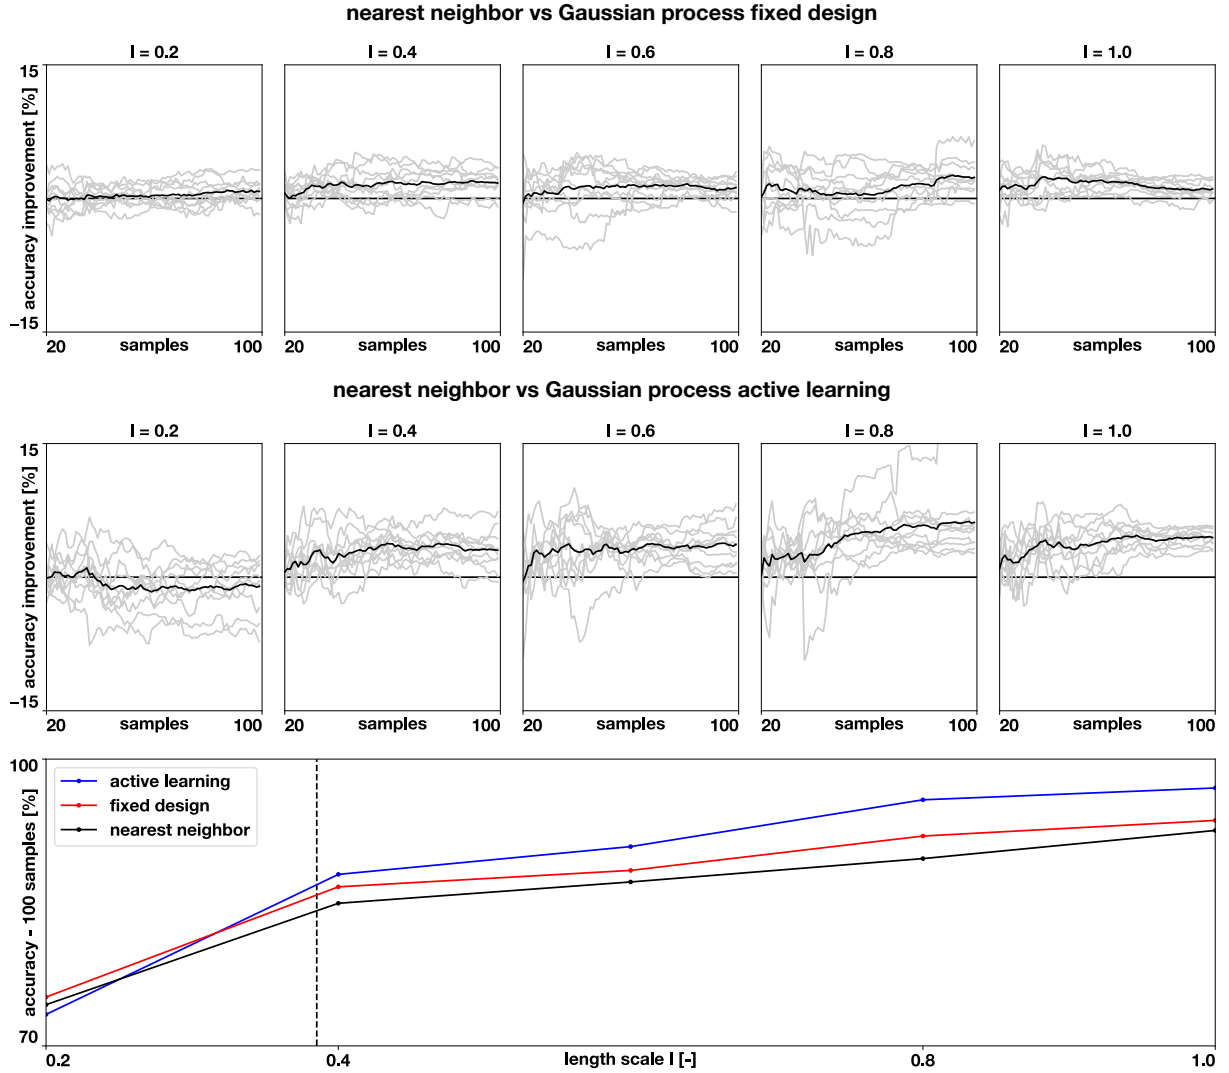 nearest neighbor vs Gaussian process fixed design
l = 0.2
l = 0.4
l = 0.6
l = 0.8
l = 1.0
15
accuracy improvement [%]
−15
20 samples 100
20 samples 100
20 samples 100
20 samples 100
20 samples 100
nearest neighbor vs Gaussian process active learning
l = 0.2
l = 0.4
l = 0.6
l = 0.8
l = 1.0
15
accuracy improvement [%]
−15
20 samples 100
20 samples 100
20 samples 100
20 samples 100
20 samples 100
100
accuracy - 100 samples [%]
70
active learning
fixed design
nearest neighbor
0.2 0.4 length scale l [-] 0.8 1.0